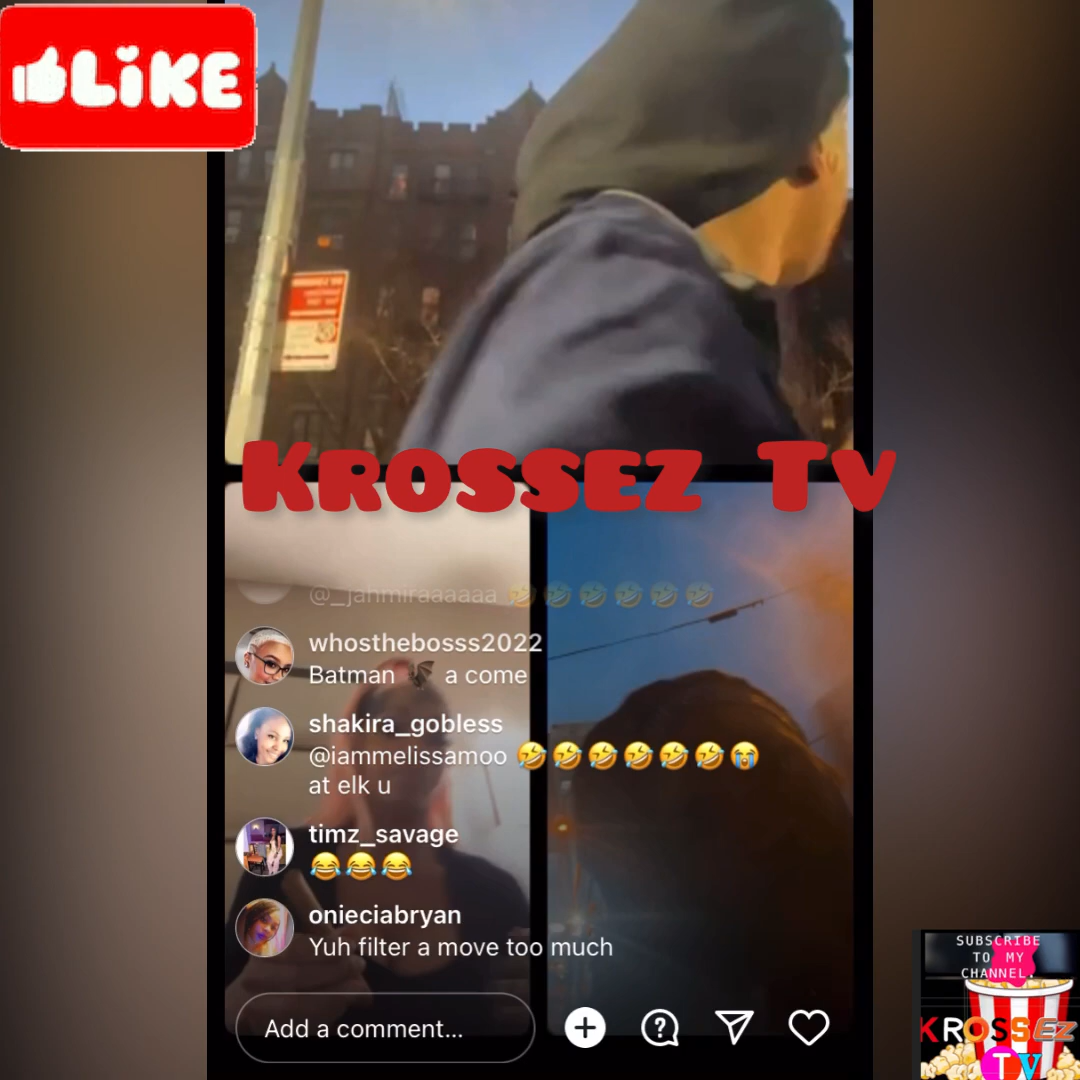 LiKE
KROSSEZ TV
@_jahmiraaaaaa 🤣🤣🤣🤣🤣🤣
whosthebosss2022
Batman 🦇 a come
shakira_gobless
@iammelissamoo 🤣🤣🤣🤣🤣🤣😭
at elk u
timz_savage
😂😂😂
onieciabryan
Yuh filter a move too much
Add a comment...
SUBSCRIBE
TO MY
CHANNEL.
KROSSEZ
TV